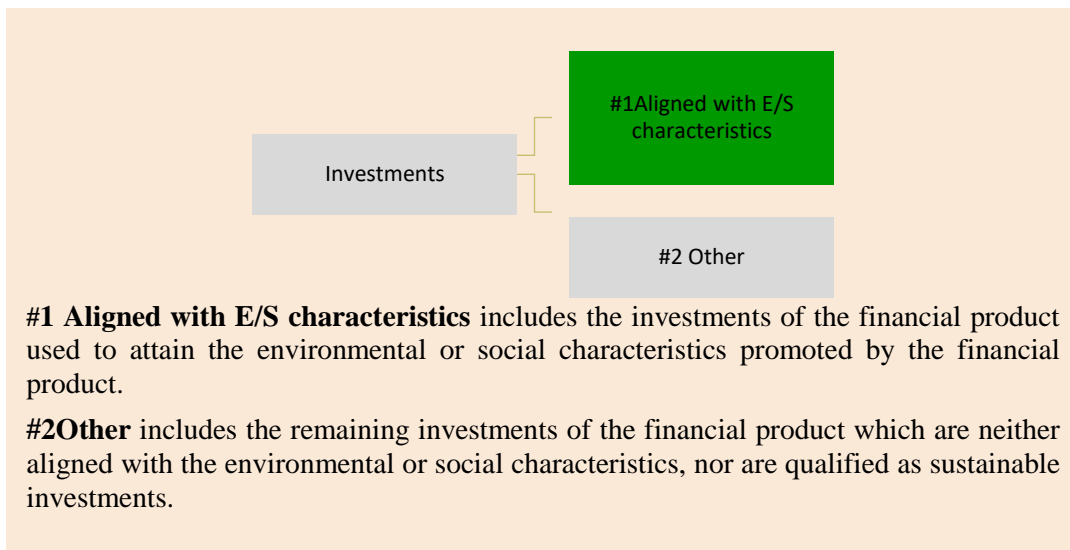 #1Aligned with E/S
characteristics
Investments
#2 Other
#1 Aligned with E/S characteristics includes the investments of the financial product
used to attain the environmental or social characteristics promoted by the financial
product.
#2Other includes the remaining investments of the financial product which are neither
aligned with the environmental or social characteristics, nor are qualified as sustainable
investments.